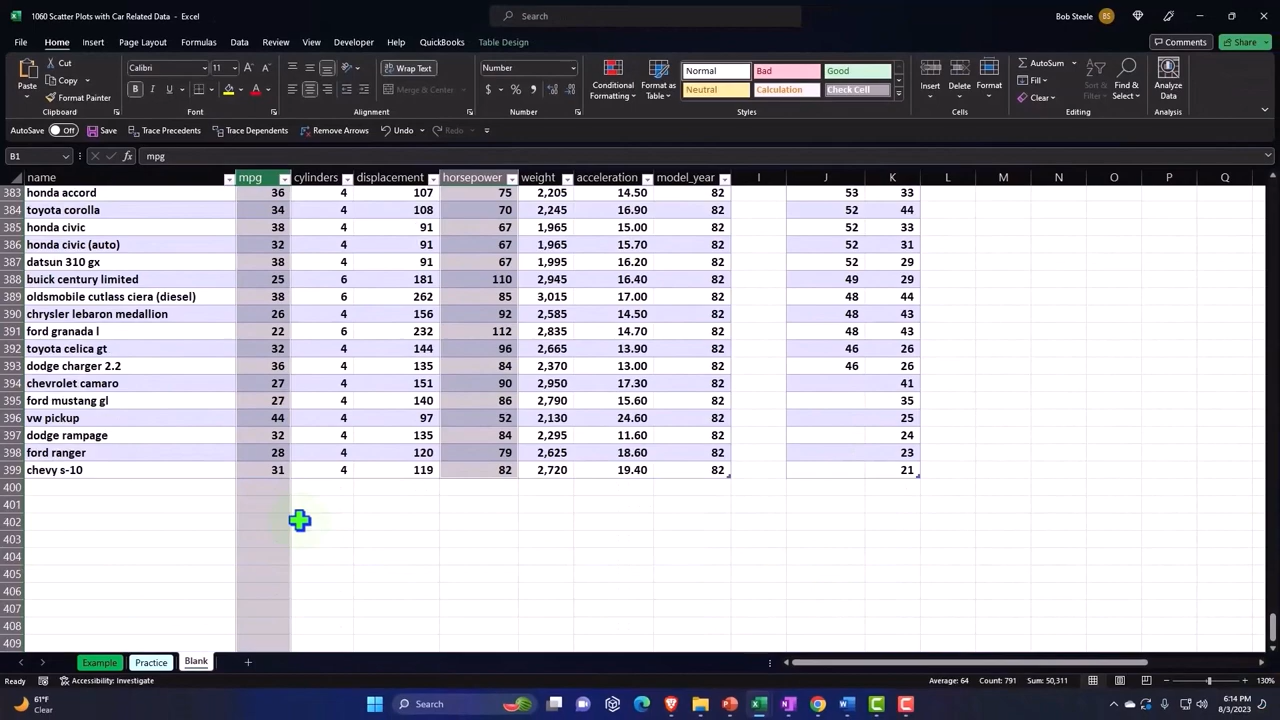 1060 Scatter Plots with Car Related Data - Excel
Search
Bob Steele BS
File Home Insert Page Layout Formulas Data Review View Developer Help QuickBooks Table Design Comments Share
Paste Cut Copy Format Painter Clipboard
Calibri 11 Font
Wrap Text Merge & Center Alignment
Number Number
Conditional Formatting Format as Table
Normal Bad Good
Neutral Calculation Check Cell
Styles
Insert Delete Format Cells
AutoSum Fill Clear Sort & Filter Find & Select Editing
Analyze Data Analysis
AutoSave Off Save Trace Precedents Trace Dependents Remove Arrows Undo Redo
B1 mpg
name mpg cylinders displacement horsepower weight acceleration model_year I J K L M N O P Q
383 honda accord 36 4 107 75 2,205 14.50 82 53 33
384 toyota corolla 34 4 108 70 2,245 16.90 82 52 44
385 honda civic 38 4 91 67 1,965 15.00 82 52 33
386 honda civic (auto) 32 4 91 67 1,965 15.70 82 52 31
387 datsun 310 gx 38 4 91 67 1,995 16.20 82 52 29
388 buick century limited 25 6 181 110 2,945 16.40 82 49 29
389 oldsmobile cutlass ciera (diesel) 38 6 262 85 3,015 17.00 82 48 44
390 chrysler lebaron medallion 26 4 156 92 2,585 14.50 82 48 43
391 ford granada l 22 6 232 112 2,835 14.70 82 48 43
392 toyota celica gt 32 4 144 96 2,665 13.90 82 46 26
393 dodge charger 2.2 36 4 135 84 2,370 13.00 82 46 26
394 chevrolet camaro 27 4 151 90 2,950 17.30 82 41
395 ford mustang gl 27 4 140 86 2,790 15.60 82 35
396 vw pickup 44 4 97 52 2,130 24.60 82 25
397 dodge rampage 32 4 135 84 2,295 11.60 82 24
398 ford ranger 28 4 120 79 2,625 18.60 82 23
399 chevy s-10 31 4 119 82 2,720 19.40 82 21
400
401
402
403
404
405
406
407
408
409
Example Practice Blank
Ready Accessibility: Investigate Average: 64 Count: 791 Sum: 50,311 130%
61°F
Clear
Search
6:14 PM
8/3/2023